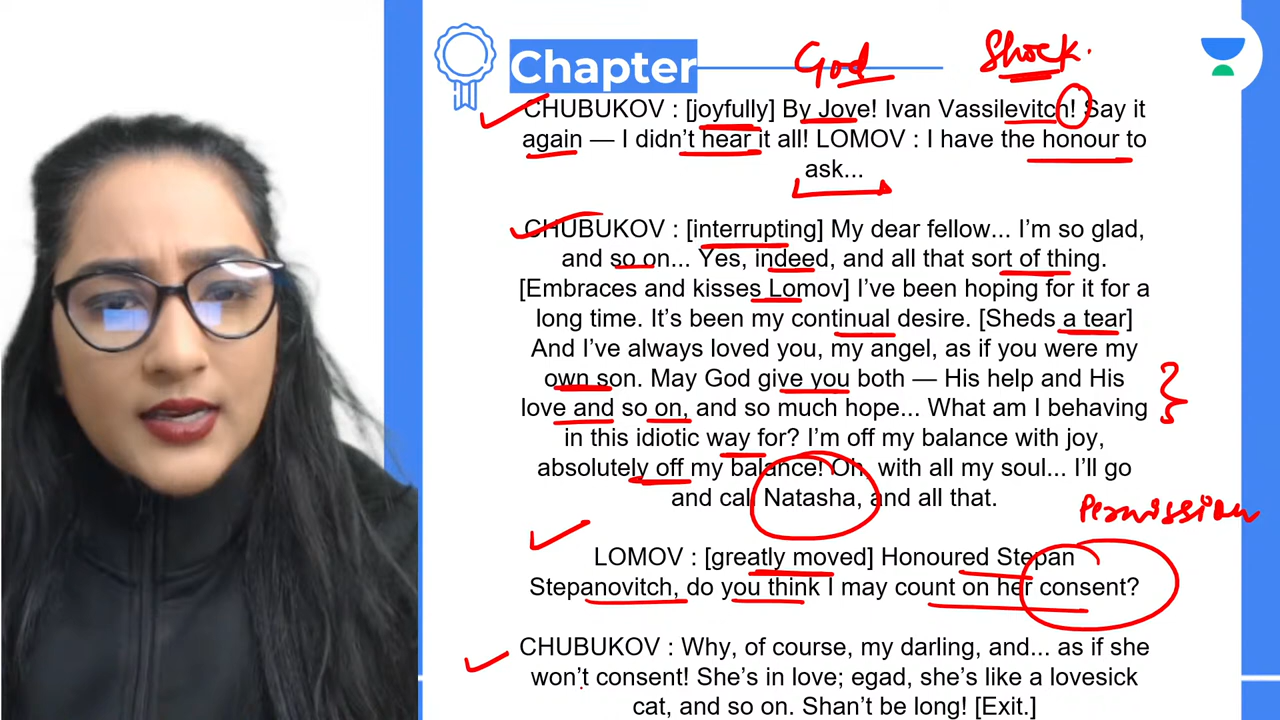 Chapter
God
Shock.
CHUBUKOV : [joyfully] By Jove! Ivan Vassilevitch! Say it
again — I didn't hear it all! LOMOV : I have the honour to
ask...
CHUBUKOV : [interrupting] My dear fellow... I'm so glad,
and so on... Yes, indeed, and all that sort of thing.
[Embraces and kisses Lomov] I've been hoping for it for a
long time. It's been my continual desire. [Sheds a tear]
And I've always loved you, my angel, as if you were my
own son. May God give you both — His help and His
love and so on, and so much hope... What am I behaving
in this idiotic way for? I'm off my balance with joy,
absolutely off my balance! Oh, with all my soul... I'll go
and call Natasha, and all that.
Permission
LOMOV : [greatly moved] Honoured Stepan
Stepanovitch, do you think I may count on her consent?
CHUBUKOV : Why, of course, my darling, and... as if she
won't consent! She's in love; egad, she's like a lovesick
cat, and so on. Shan't be long! [Exit.]